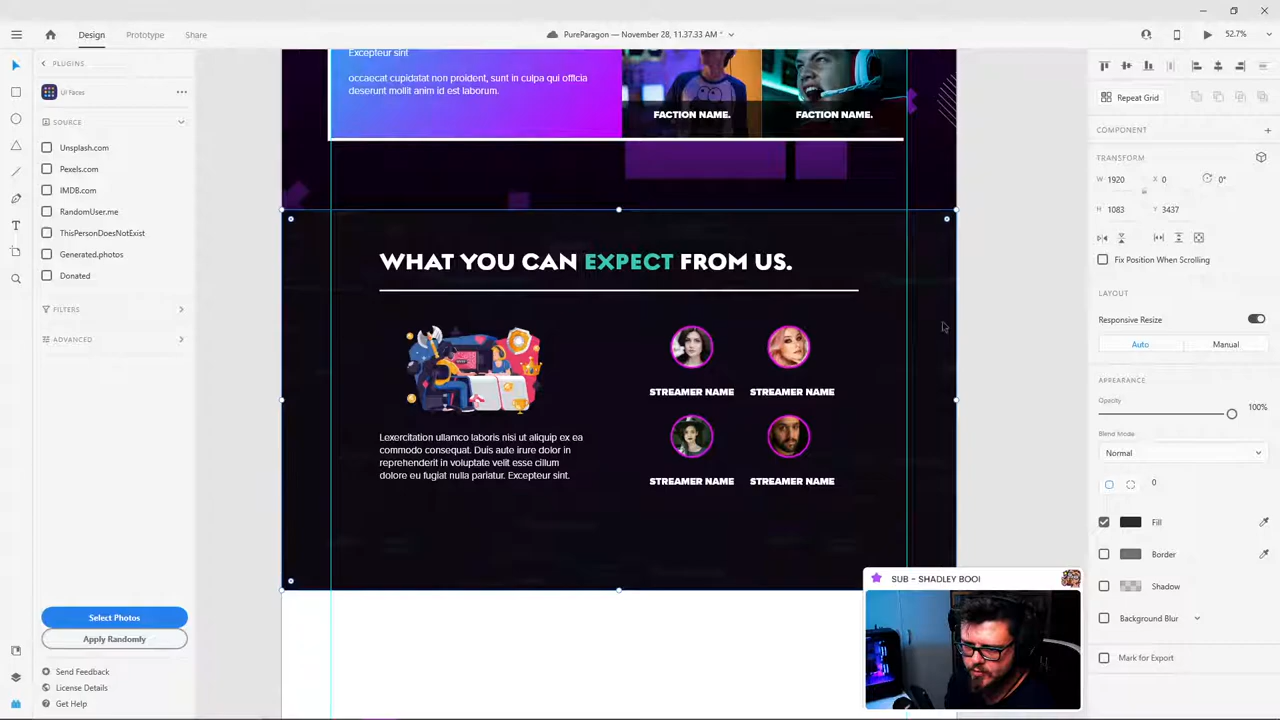 Design
Prototype
Share
PureParagon — November 28, 11.37.33 AM *
52.7%
PLUGINS
UI Faces
SOURCE
Unsplash.com
Pexels.com
IMDB.com
RandomUser.me
ThisPersonDoesNotExist
Generated.photos
Donated
FILTERS
ADVANCED
Select Photos
Apply Randomly
Send Feedback
License Details
Get Help
Excepteur sint
occaecat cupidatat non proident, sunt in culpa qui officia
deserunt mollit anim id est laborum.
FACTION NAME.
FACTION NAME.
WHAT YOU CAN EXPECT FROM US.
STREAMER NAME
STREAMER NAME
Lexercitation ullamco laboris nisi ut aliquip ex ea
commodo consequat. Duis aute irure dolor in
reprehenderit in voluptate velit esse cillum
dolore eu fugiat nulla pariatur. Excepteur sint.
STREAMER NAME
STREAMER NAME
SUB - SHADLEY BOOI
Repeat Grid
COMPONENT
TRANSFORM
W 1920
X 0
0°
H 1083
Y 3437
Fix Position When Scrolling
LAYOUT
Responsive Resize
Auto
Manual
APPEARANCE
Opacity
100%
Blend Mode
Normal
0
Fill
Border
Shadow
Background Blur
Mark for Export